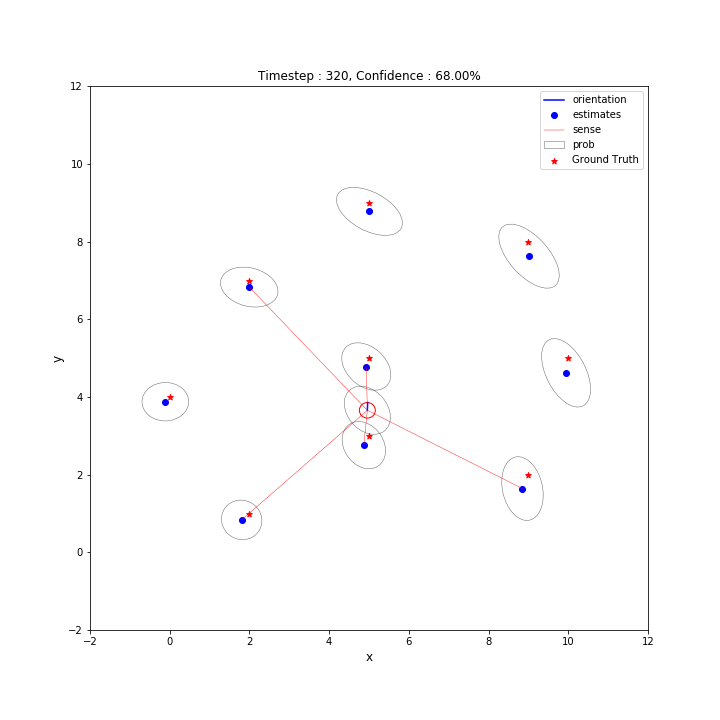 Timestep : 320, Confidence : 68.00%
12
10
8
6
4
2
0
−2
y
−2 0 2 4 6 8 10 12
x
orientation
estimates
sense
prob
Ground Truth